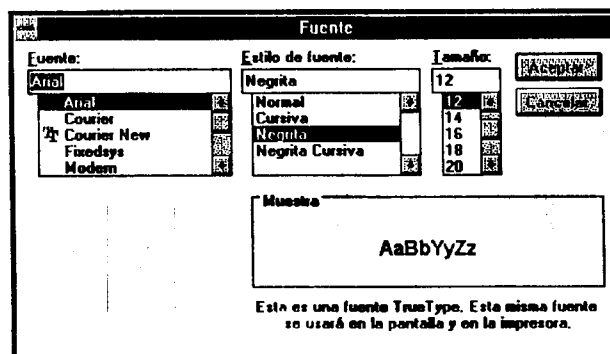 Fuente
Fuente:
Arial
Arial
Courier
Courier New
Fixedsys
Modern
Estilo de fuente:
Negrita
Normal
Cursiva
Negrita
Negrita Cursiva
Tamaño:
12
12
14
16
18
20
Aceptar
Cancelar
Muestra
AaBbYyZz
Esta es una fuente TrueType. Esta misma fuente
se usará en la pantalla y en la impresora.